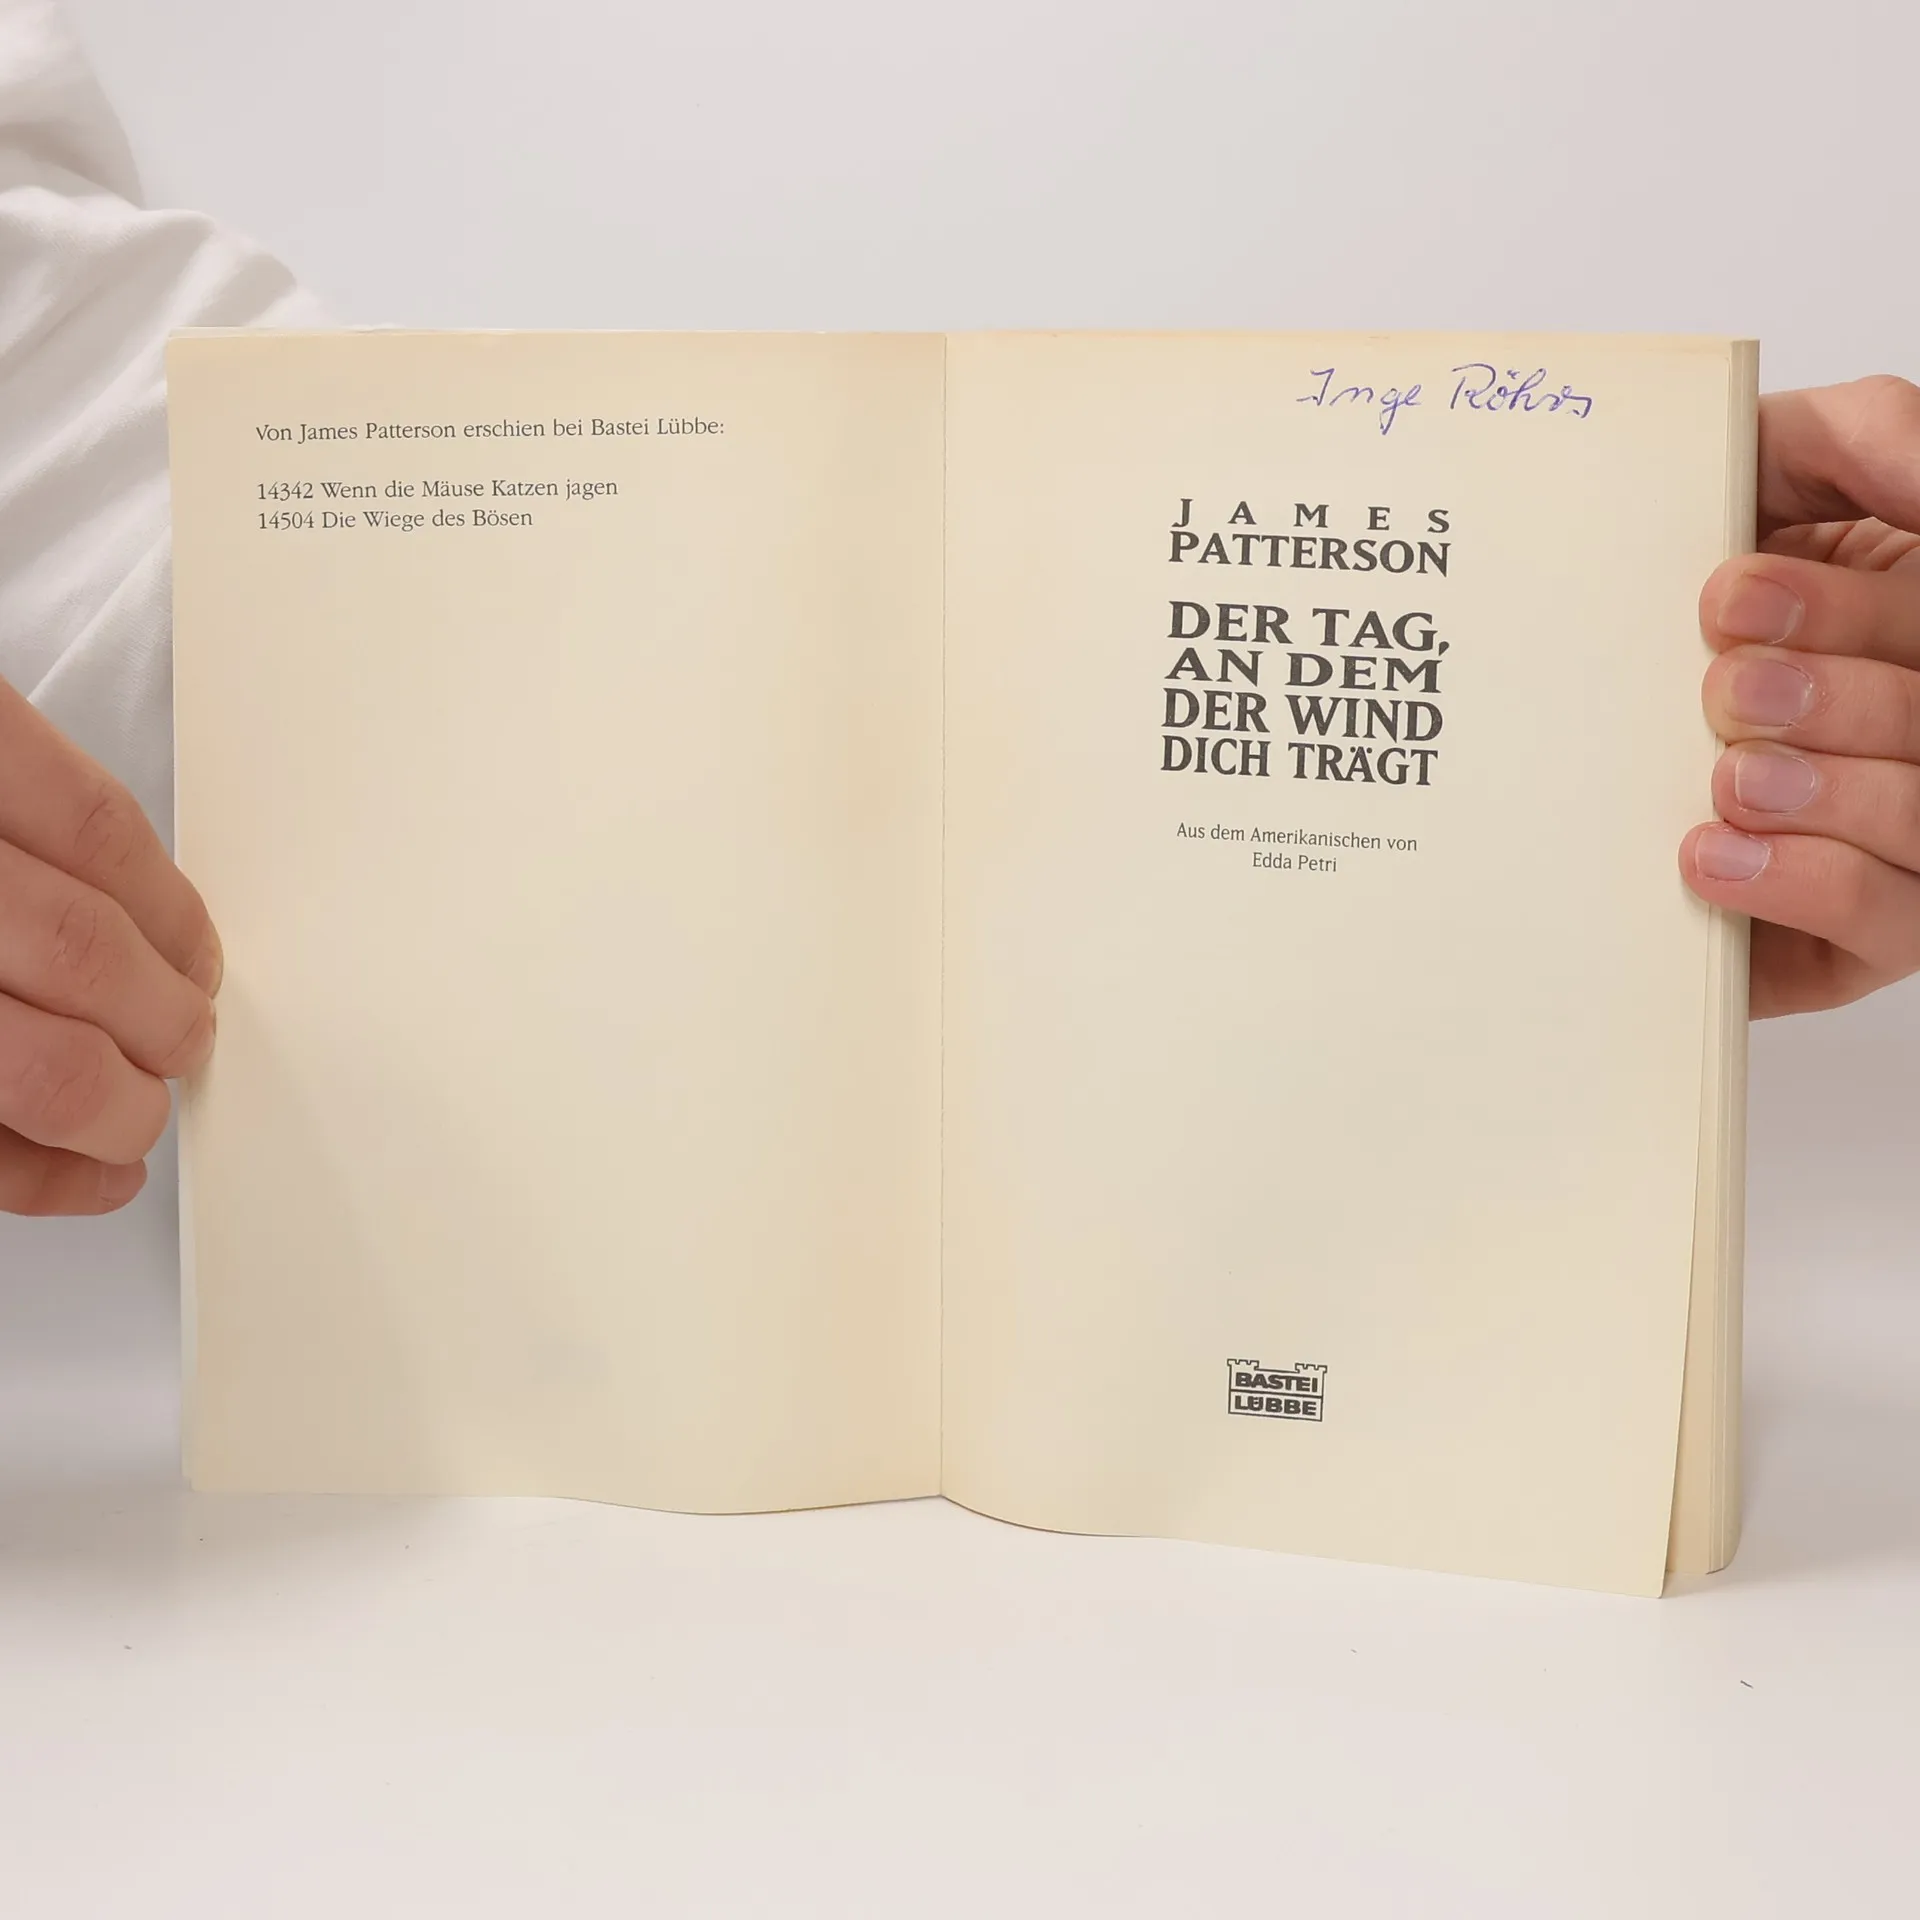 Von James Patterson erschien bei Bastei Lübbe:
14342 Wenn die Mäuse Katzen jagen
14504 Die Wiege des Bösen
Inge Röhrs
JAMES
PATTERSON
DER TAG,
AN DEM
DER WIND
DICH TRÄGT
Aus dem Amerikanischen von
Edda Petri
BASTEI
LÜBBE